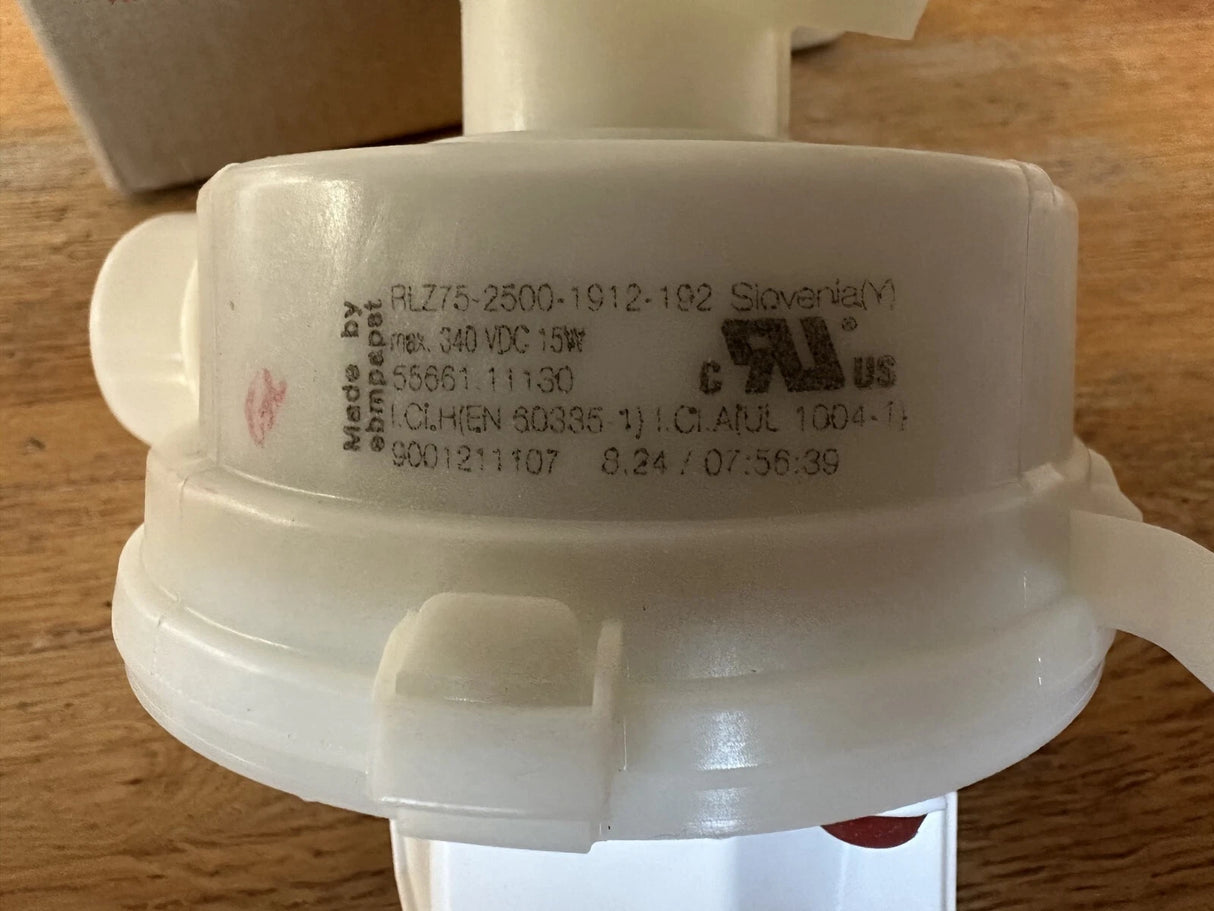 Made by
ebmpapst
RLZ75-2500-1912-192 Slovenia(Y)
max. 340 VDC 15W
55661.11130
c RU® US
I.Cl.H(EN 60335-1) I.Cl.A(UL 1004-1)
9001211107 8.24 / 07:56:39